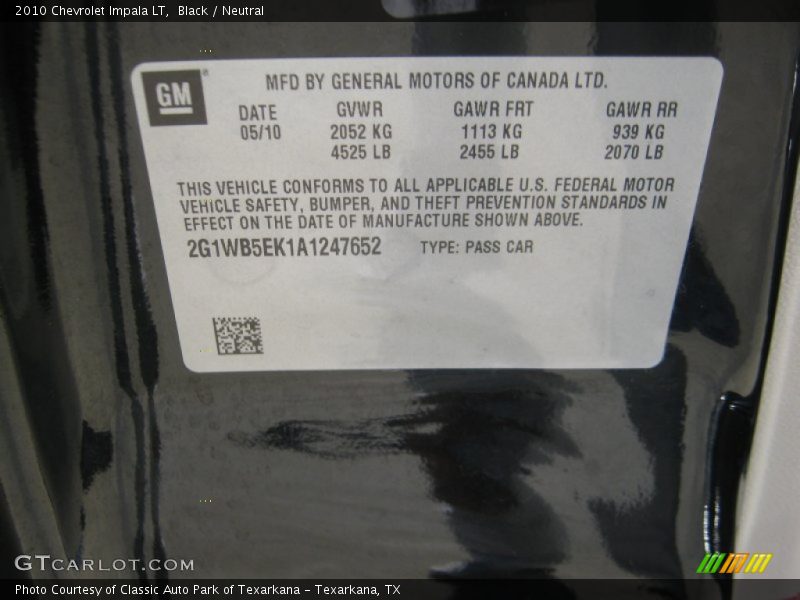 2010 Chevrolet Impala LT, Black / Neutral
GM
MFD BY GENERAL MOTORS OF CANADA LTD.
DATE GVWR GAWR FRT GAWR RR
05/10 2052 KG 1113 KG 939 KG
4525 LB 2455 LB 2070 LB
THIS VEHICLE CONFORMS TO ALL APPLICABLE U.S. FEDERAL MOTOR
VEHICLE SAFETY, BUMPER, AND THEFT PREVENTION STANDARDS IN
EFFECT ON THE DATE OF MANUFACTURE SHOWN ABOVE.
2G1WB5EK1A1247652 TYPE: PASS CAR
GTCARLOT.COM
Photo Courtesy of Classic Auto Park of Texarkana - Texarkana, TX